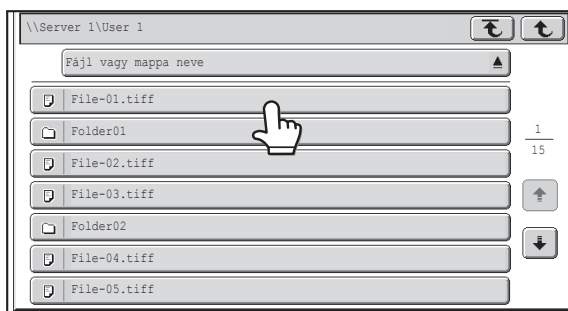 \\Server 1\User 1
Fájl vagy mappa neve
File-01.tiff
Folder01
File-02.tiff
File-03.tiff
Folder02
File-04.tiff
File-05.tiff
1
15